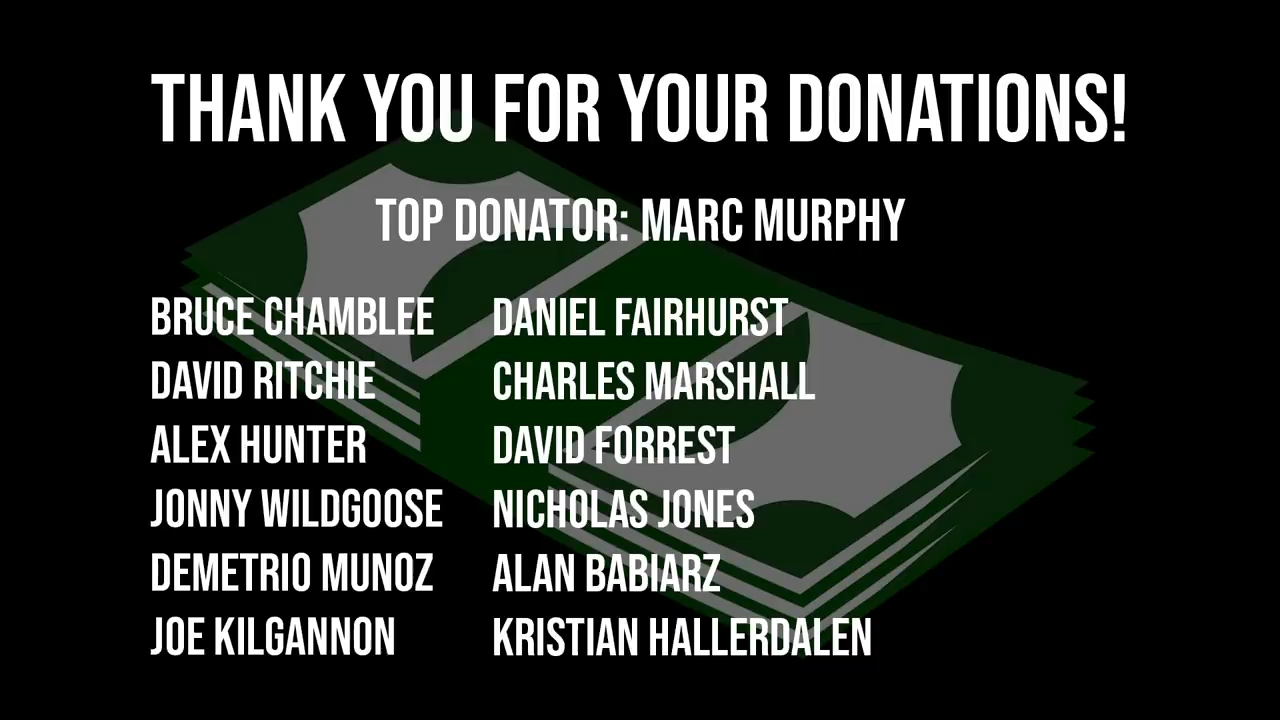 THANK YOU FOR YOUR DONATIONS!
TOP DONATOR: MARC MURPHY
BRUCE CHAMBLEE
DAVID RITCHIE
ALEX HUNTER
JONNY WILDGOOSE
DEMETRIO MUNOZ
JOE KILGANNON
DANIEL FAIRHURST
CHARLES MARSHALL
DAVID FORREST
NICHOLAS JONES
ALAN BABIARZ
KRISTIAN HALLERDALEN